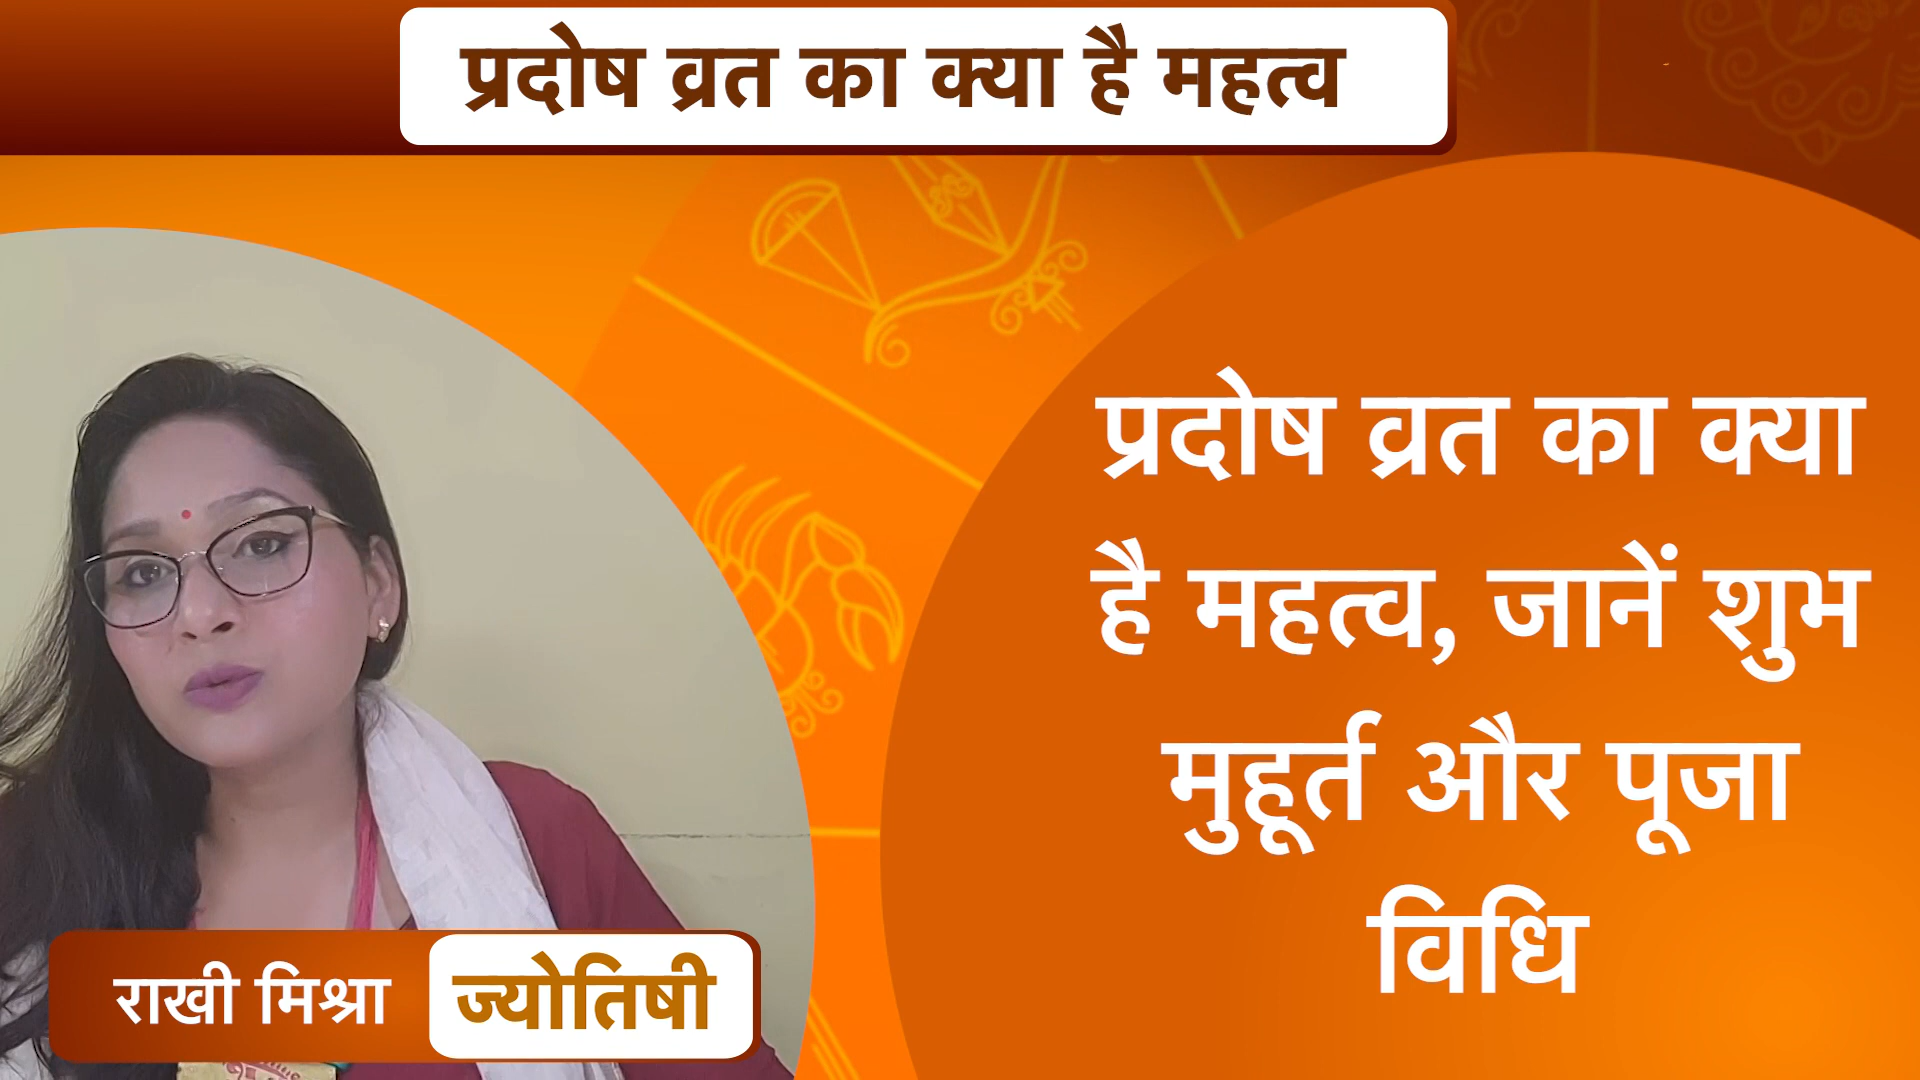 प्रदोष व्रत का क्या है महत्व
प्रदोष व्रत का क्या
है महत्व, जानें शुभ
मुहूर्त और पूजा
विधि
राखी मिश्रा ज्योतिषी